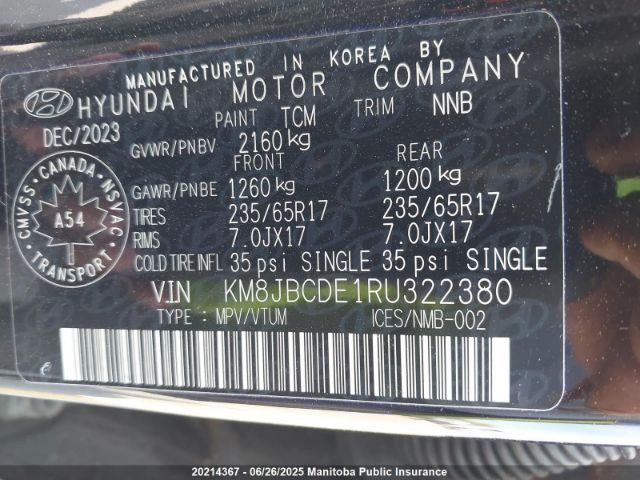 MANUFACTURED IN KOREA BY
HYUNDAI MOTOR COMPANY
DEC/2023 PAINT TCM TRIM NNB
GVWR/PNBV 2160 kg
FRONT REAR
GAWR/PNBE 1260 kg 1200 kg
TIRES 235/65R17 235/65R17
RIMS 7.0JX17 7.0JX17
COLD TIRE INFL 35 psi SINGLE 35 psi SINGLE
VIN KM8JBCDE1RU322380
TYPE : MPV/VTUM ICES/NMB-002
CMVSS · CANADA · NSVAC
A54
TRANSPORT
20214367 - 06/26/2025 Manitoba Public Insurance